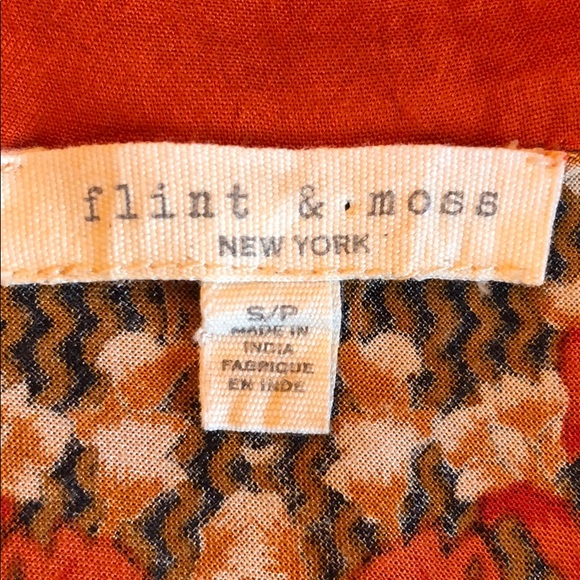 flint & moss
NEW YORK
S/P
MADE IN
INDIA
FABRIQUE
EN INDE